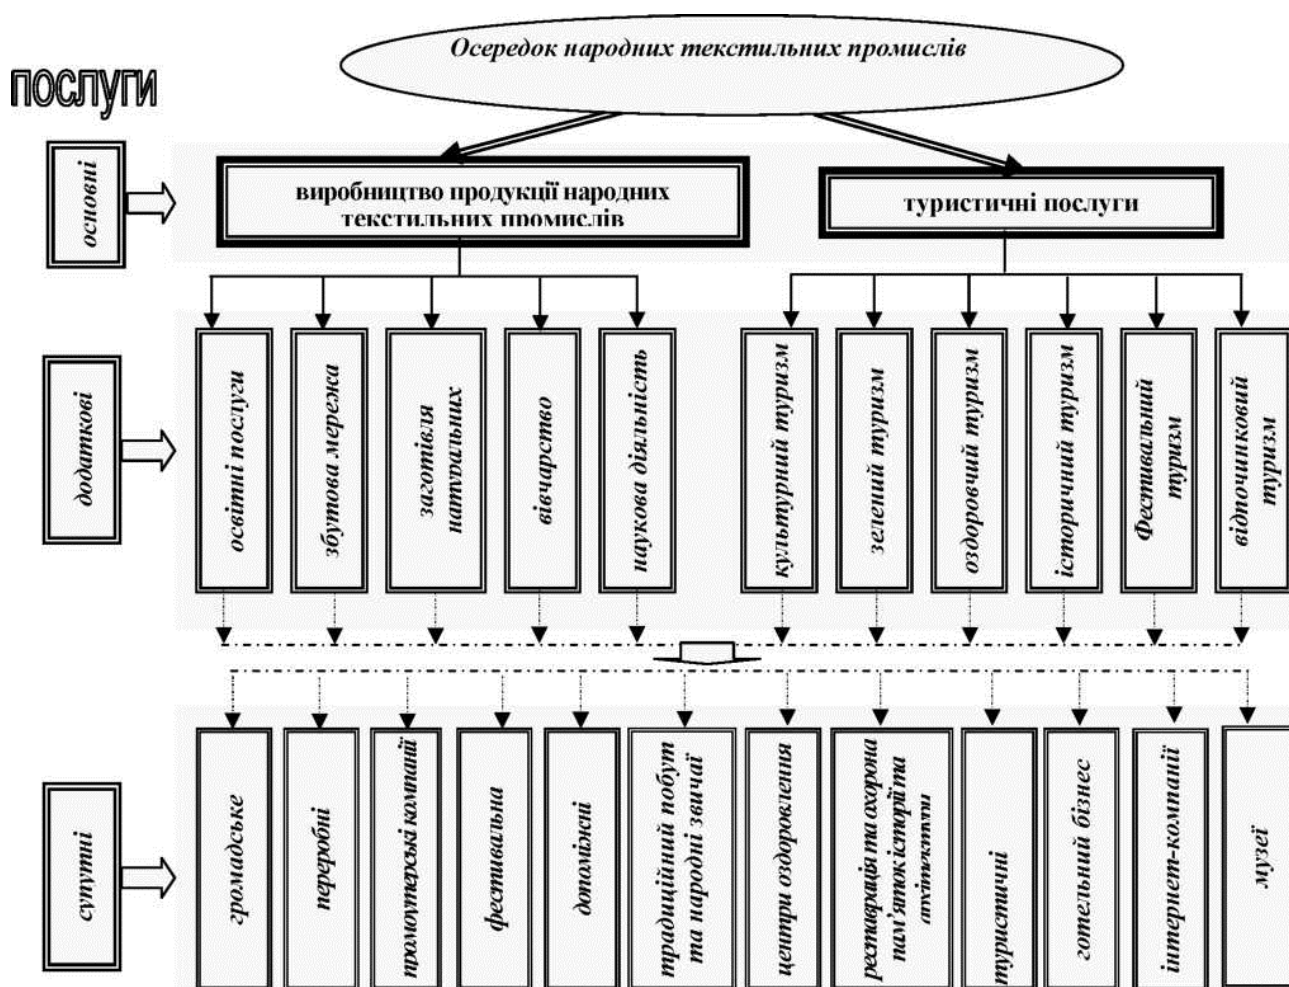 Осередок народних текстильних промислів
послуги
основні
виробництво продукції народних
текстильних промислів
туристичні послуги
додаткові
освітні послуги
збутова мережа
заготівля
натуральних
вівчарство
наукова діяльність
культурний туризм
зелений туризм
оздоровчий туризм
історичний туризм
Фестивальний
туризм
відпочинковий
туризм
супутні
громадське
переробні
промоутерські компанії
фестивальна
допоміжні
традиційний побут
та народні звичаї
центри оздоровлення
реставрація та охорона
пам'яток історії та
архітектури
туристичні
готельний бізнес
інтернет-компанії
музеї